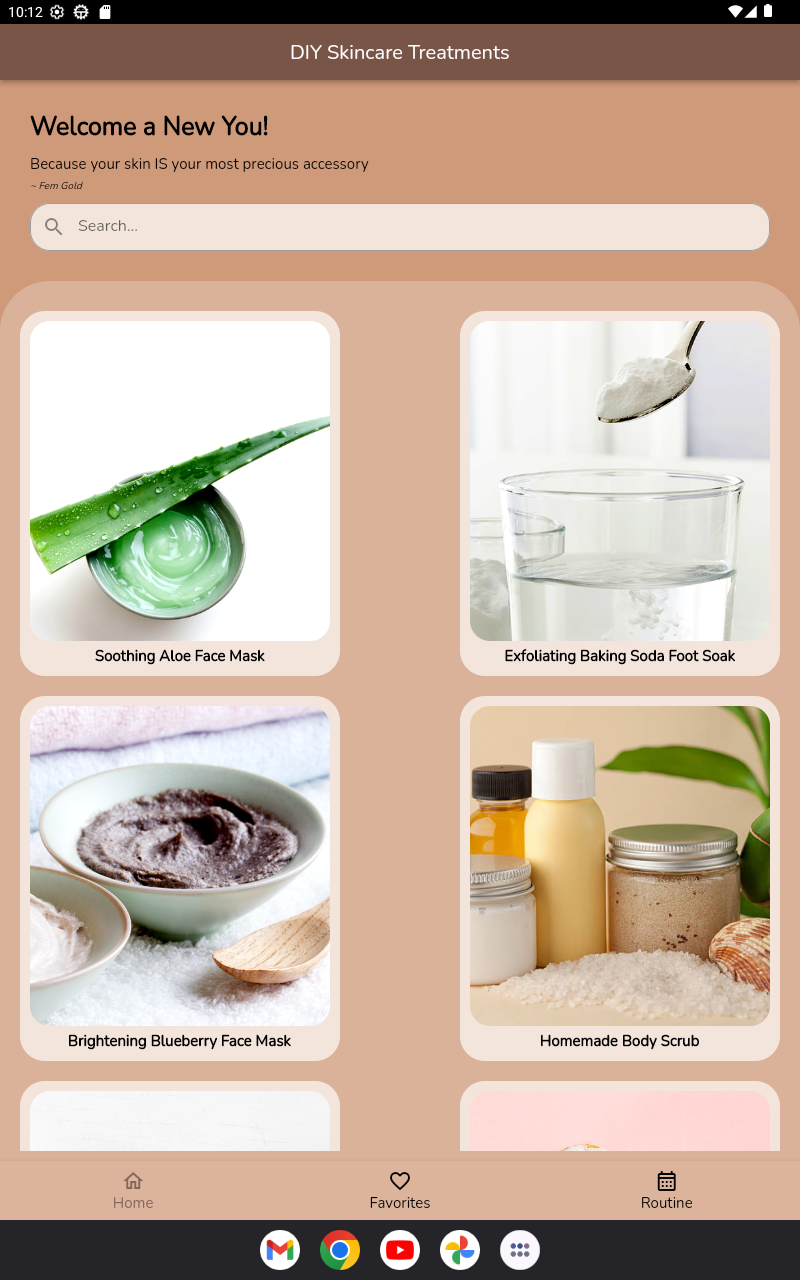 10:12
DIY Skincare Treatments
Welcome a New You!
Because your skin IS your most precious accessory
~ Fem Gold
Search...
Soothing Aloe Face Mask
Exfoliating Baking Soda Foot Soak
Brightening Blueberry Face Mask
Homemade Body Scrub
Home
Favorites
Routine